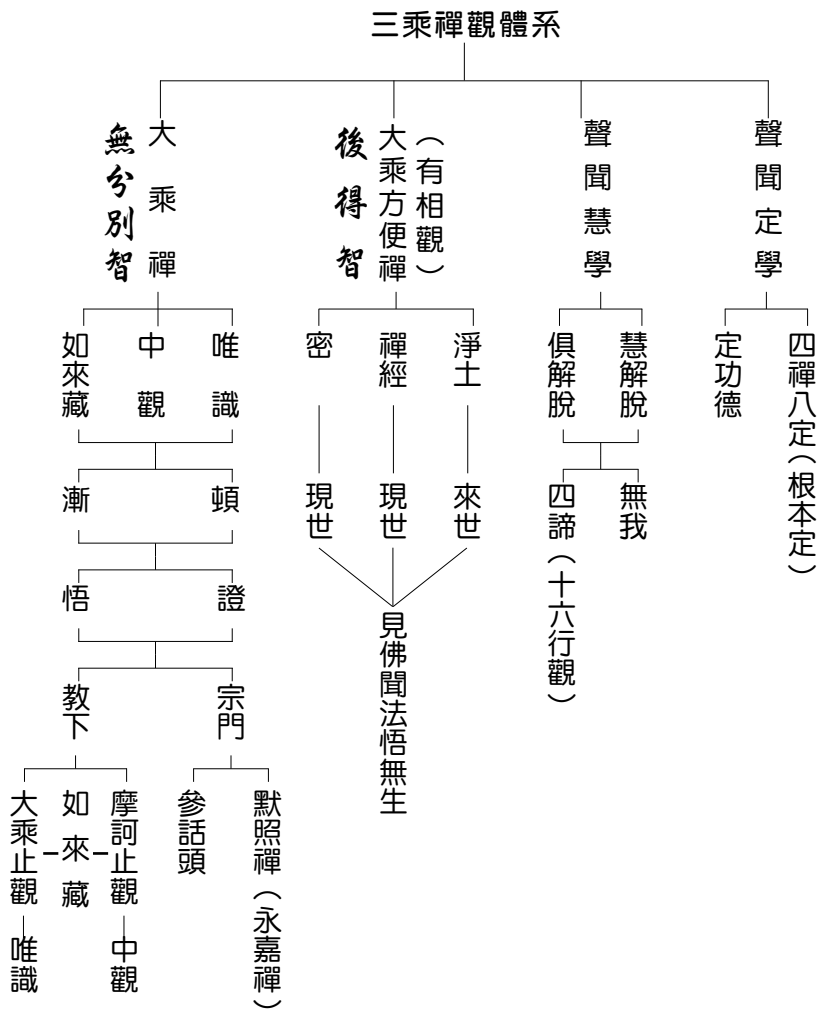 三乘禪觀體系
聲聞定學
聲聞慧學
（有相觀）
大乘方便禪
後得智
大乘禪
無分別智
四禪八定（根本定）
定功德
慧解脫
俱解脫
無我
四諦（十六行觀）
淨土
禪經
密
來世
現世
現世
見佛聞法悟無生
唯識
中觀
如來藏
頓
漸
證
悟
宗門
教下
默照禪（永嘉禪）
參話頭
摩訶止觀
如來藏
大乘止觀
中觀
唯識